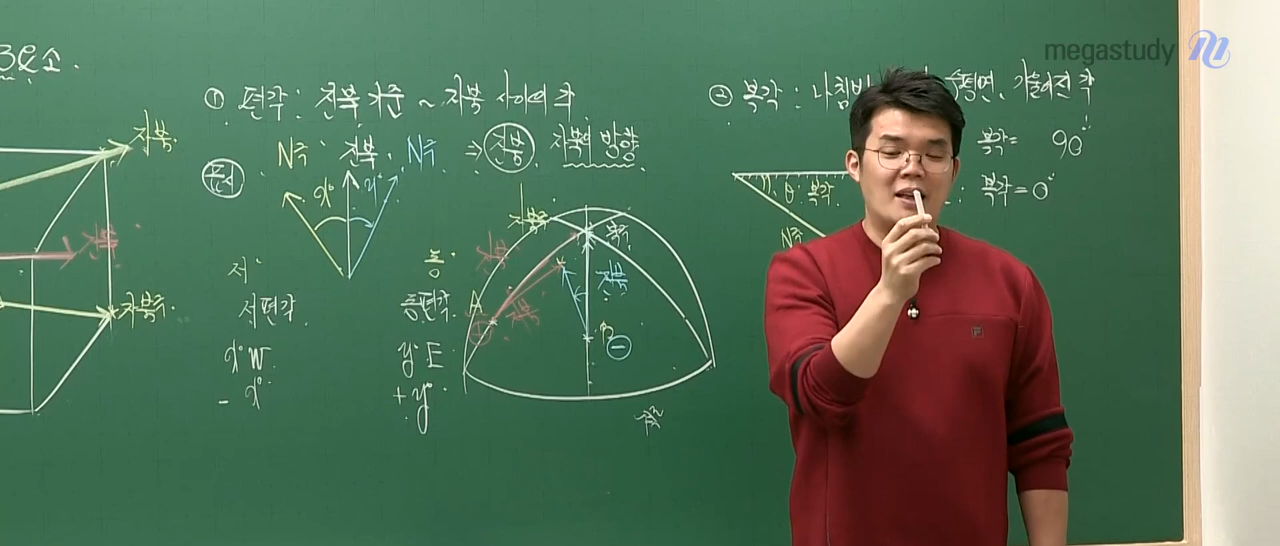 3요소.
megastudy
① 편각 : 진북 기준 ~ 자북 사이의 각
진북 자북의 방향
N극 진북 N극
x° y°
서
서편각
x°W
- x°
동
동편각
y°E
+ y°
자북
자북
자북극
자북극
진북
자북
A
B
-
② 복각 : 나침반 수평면 기울어진 각
복각 = 90°
복각 = 0°
θ 복각
N극